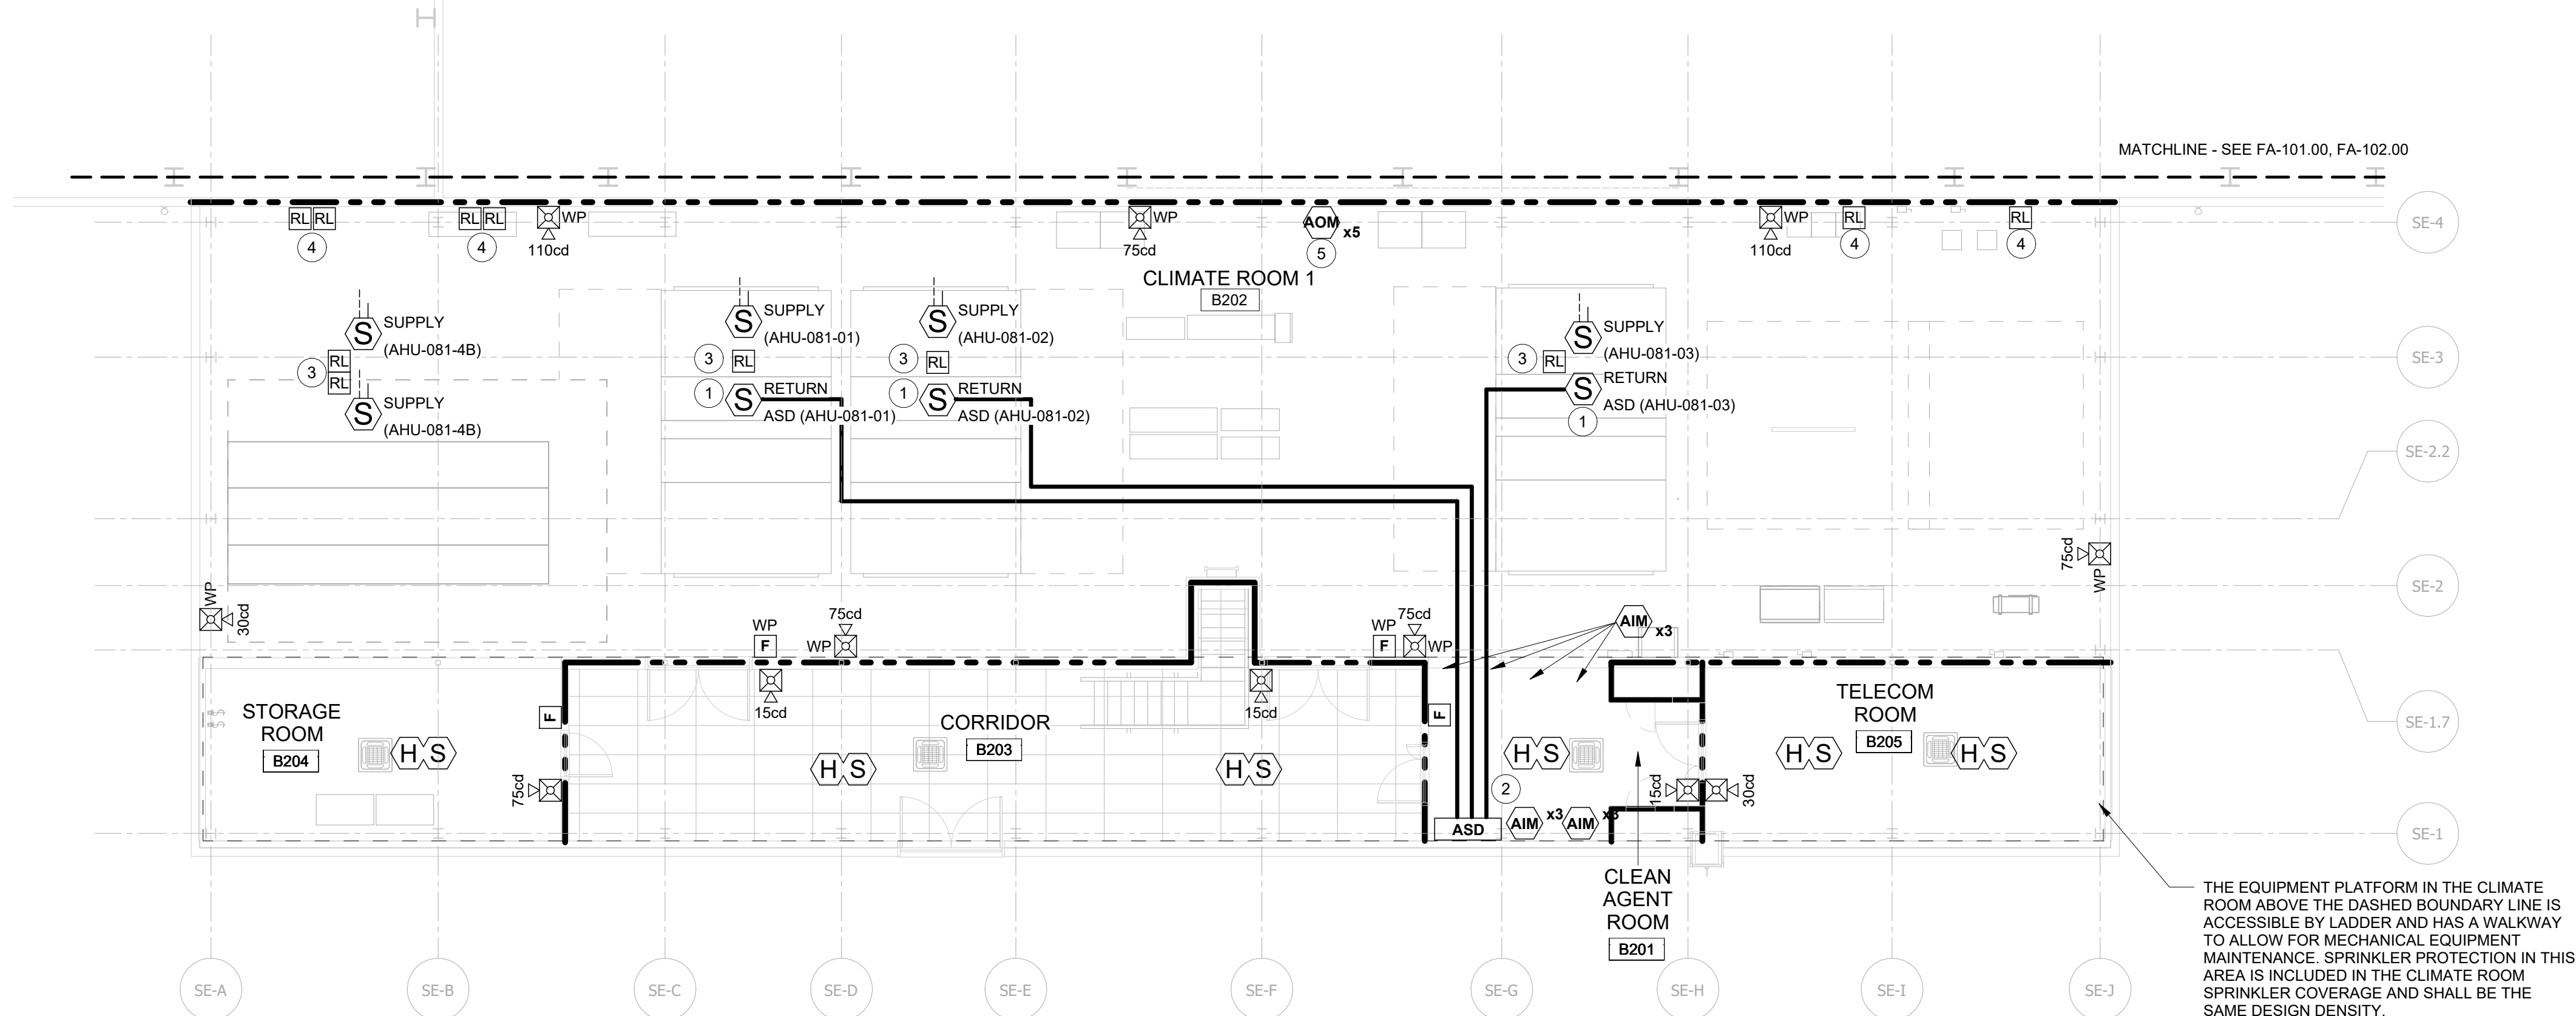 MATCHLINE - SEE FA-101.00, FA-102.00
RL RL
RL RL
WP
WP
AOM x5
WP
RL
RL
SE-4
4
4
110cd
75cd
5
110cd
4
4
CLIMATE ROOM 1
B202
SUPPLY
(AHU-081-4B)
S
SUPPLY
(AHU-081-01)
S
SUPPLY
(AHU-081-02)
S
SUPPLY
(AHU-081-03)
S
3
RL
RL
3
RL
3
RL
3
RL
SE-3
S
SUPPLY
(AHU-081-4B)
1
S
RETURN
ASD (AHU-081-01)
1
S
RETURN
ASD (AHU-081-02)
S
RETURN
ASD (AHU-081-03)
1
SE-2.2
75cd
WP
SE-2
WP
30cd
WP
F
75cd
WP
WP
F
75cd
WP
AIM x3
15cd
15cd
STORAGE
ROOM
B204
F
CORRIDOR
B203
F
TELECOM
ROOM
B205
SE-1.7
H S
H S
H S
H S
H S
H S
75cd
2
15cd
30cd
ASD
AIM x3
AIM x3
SE-1
CLEAN
AGENT
ROOM
B201
THE EQUIPMENT PLATFORM IN THE CLIMATE
ROOM ABOVE THE DASHED BOUNDARY LINE IS
ACCESSIBLE BY LADDER AND HAS A WALKWAY
TO ALLOW FOR MECHANICAL EQUIPMENT
MAINTENANCE. SPRINKLER PROTECTION IN THIS
AREA IS INCLUDED IN THE CLIMATE ROOM
SPRINKLER COVERAGE AND SHALL BE THE
SAME DESIGN DENSITY.
SE-A
SE-B
SE-C
SE-D
SE-E
SE-F
SE-G
SE-H
SE-I
SE-J